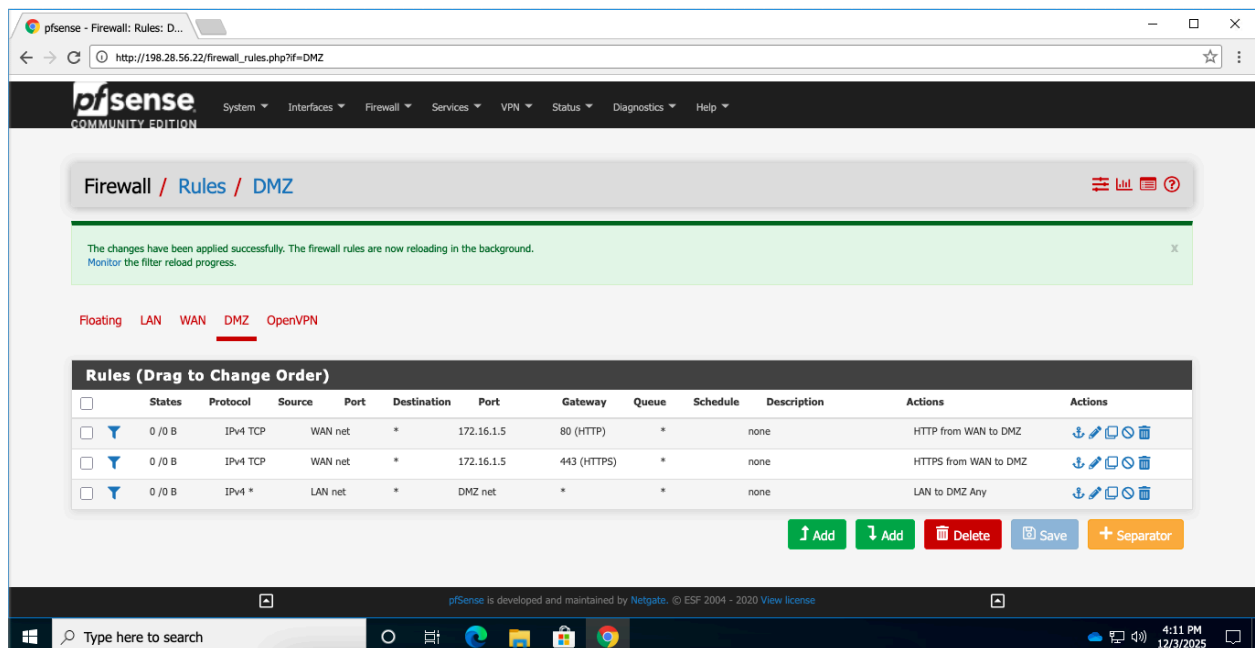 pfsense - Firewall: Rules: D...
http://198.28.56.22/firewall_rules.php?if=DMZ
pfsense
COMMUNITY EDITION
System Interfaces Firewall Services VPN Status Diagnostics Help
Firewall / Rules / DMZ
The changes have been applied successfully. The firewall rules are now reloading in the background.
Monitor the filter reload progress.
x
Floating LAN WAN DMZ OpenVPN
Rules (Drag to Change Order)
States Protocol Source Port Destination Port Gateway Queue Schedule Description Actions Actions
0 /0 B IPv4 TCP WAN net * 172.16.1.5 80 (HTTP) * none HTTP from WAN to DMZ
0 /0 B IPv4 TCP WAN net * 172.16.1.5 443 (HTTPS) * none HTTPS from WAN to DMZ
0 /0 B IPv4 * LAN net * DMZ net * * none LAN to DMZ Any
Add Add Delete Save + Separator
pfSense is developed and maintained by Netgate. © ESF 2004 - 2020 View license
Type here to search
4:11 PM
12/3/2025